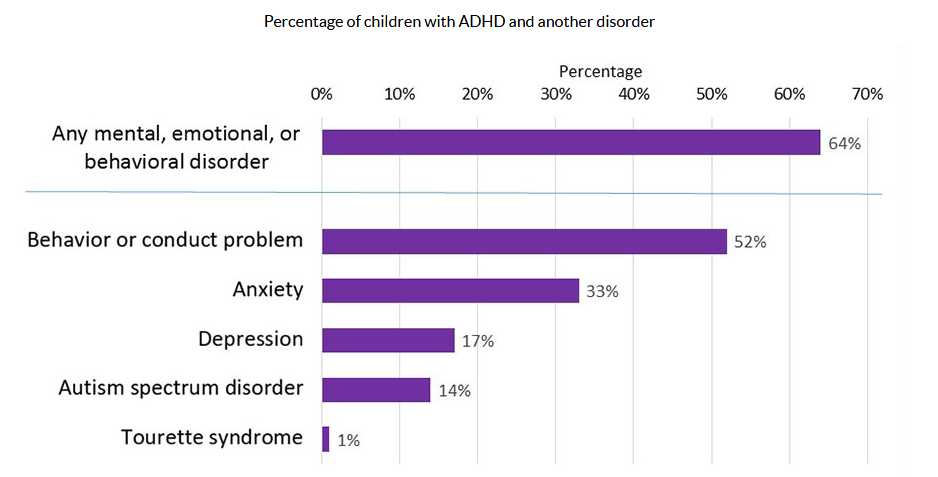 Percentage of children with ADHD and another disorder
Percentage
0% 10% 20% 30% 40% 50% 60% 70%
Any mental, emotional, or
behavioral disorder
64%
Behavior or conduct problem 52%
Anxiety 33%
Depression 17%
Autism spectrum disorder 14%
Tourette syndrome 1%